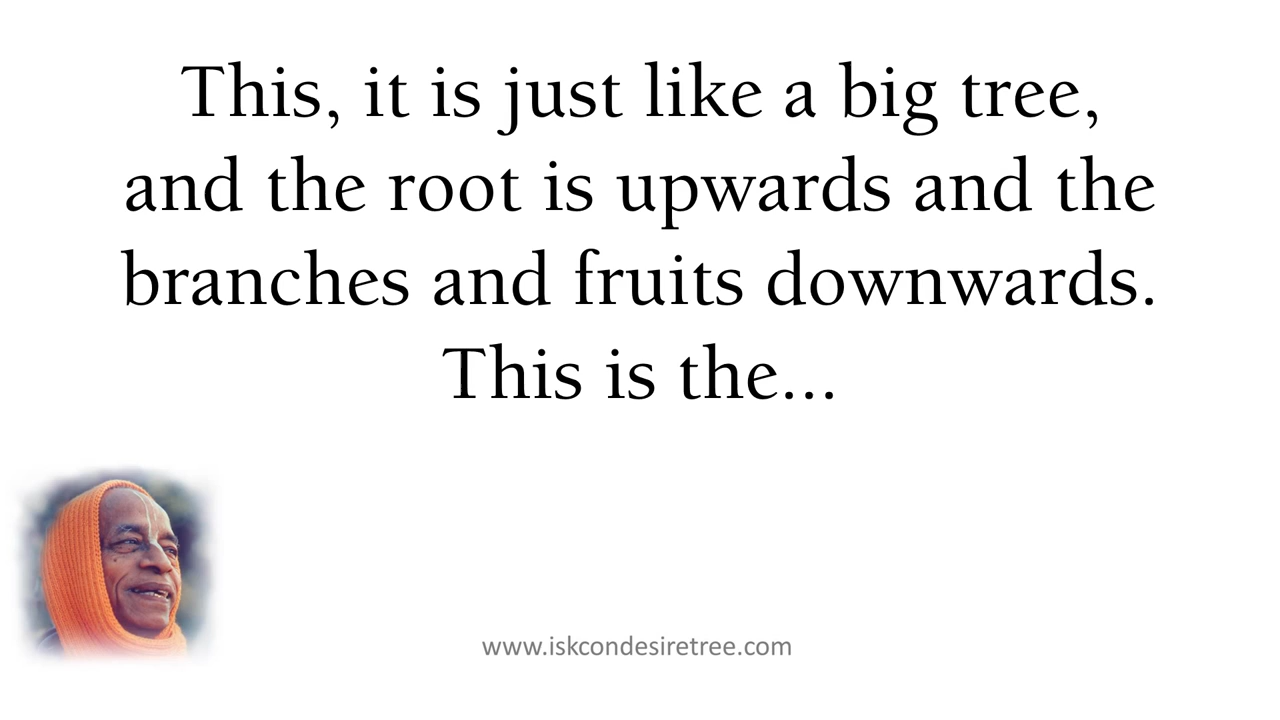 This, it is just like a big tree,
and the root is upwards and the
branches and fruits downwards.
This is the...
www.iskcondesiretree.com